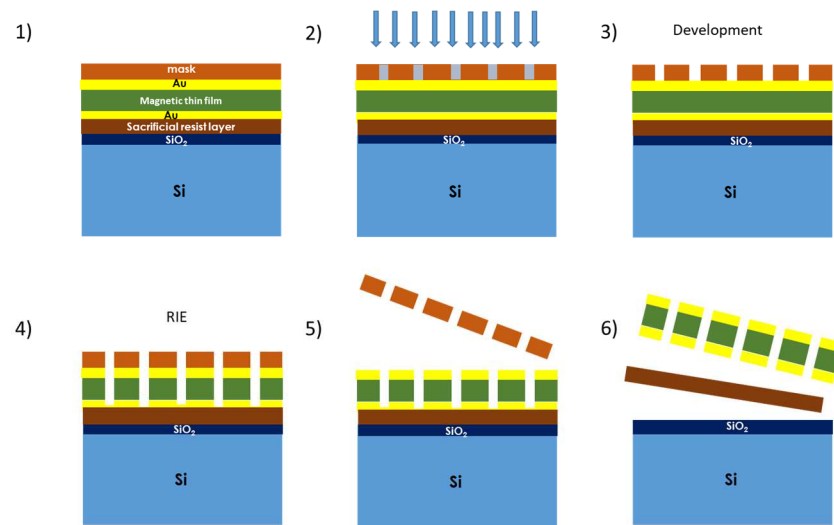 1)
mask
Au
Magnetic thin film
Au
Sacrificial resist layer
SiO₂
Si
2)
SiO₂
Si
3)
Development
SiO₂
Si
4)
RIE
SiO₂
Si
5)
SiO₂
Si
6)
SiO₂
Si